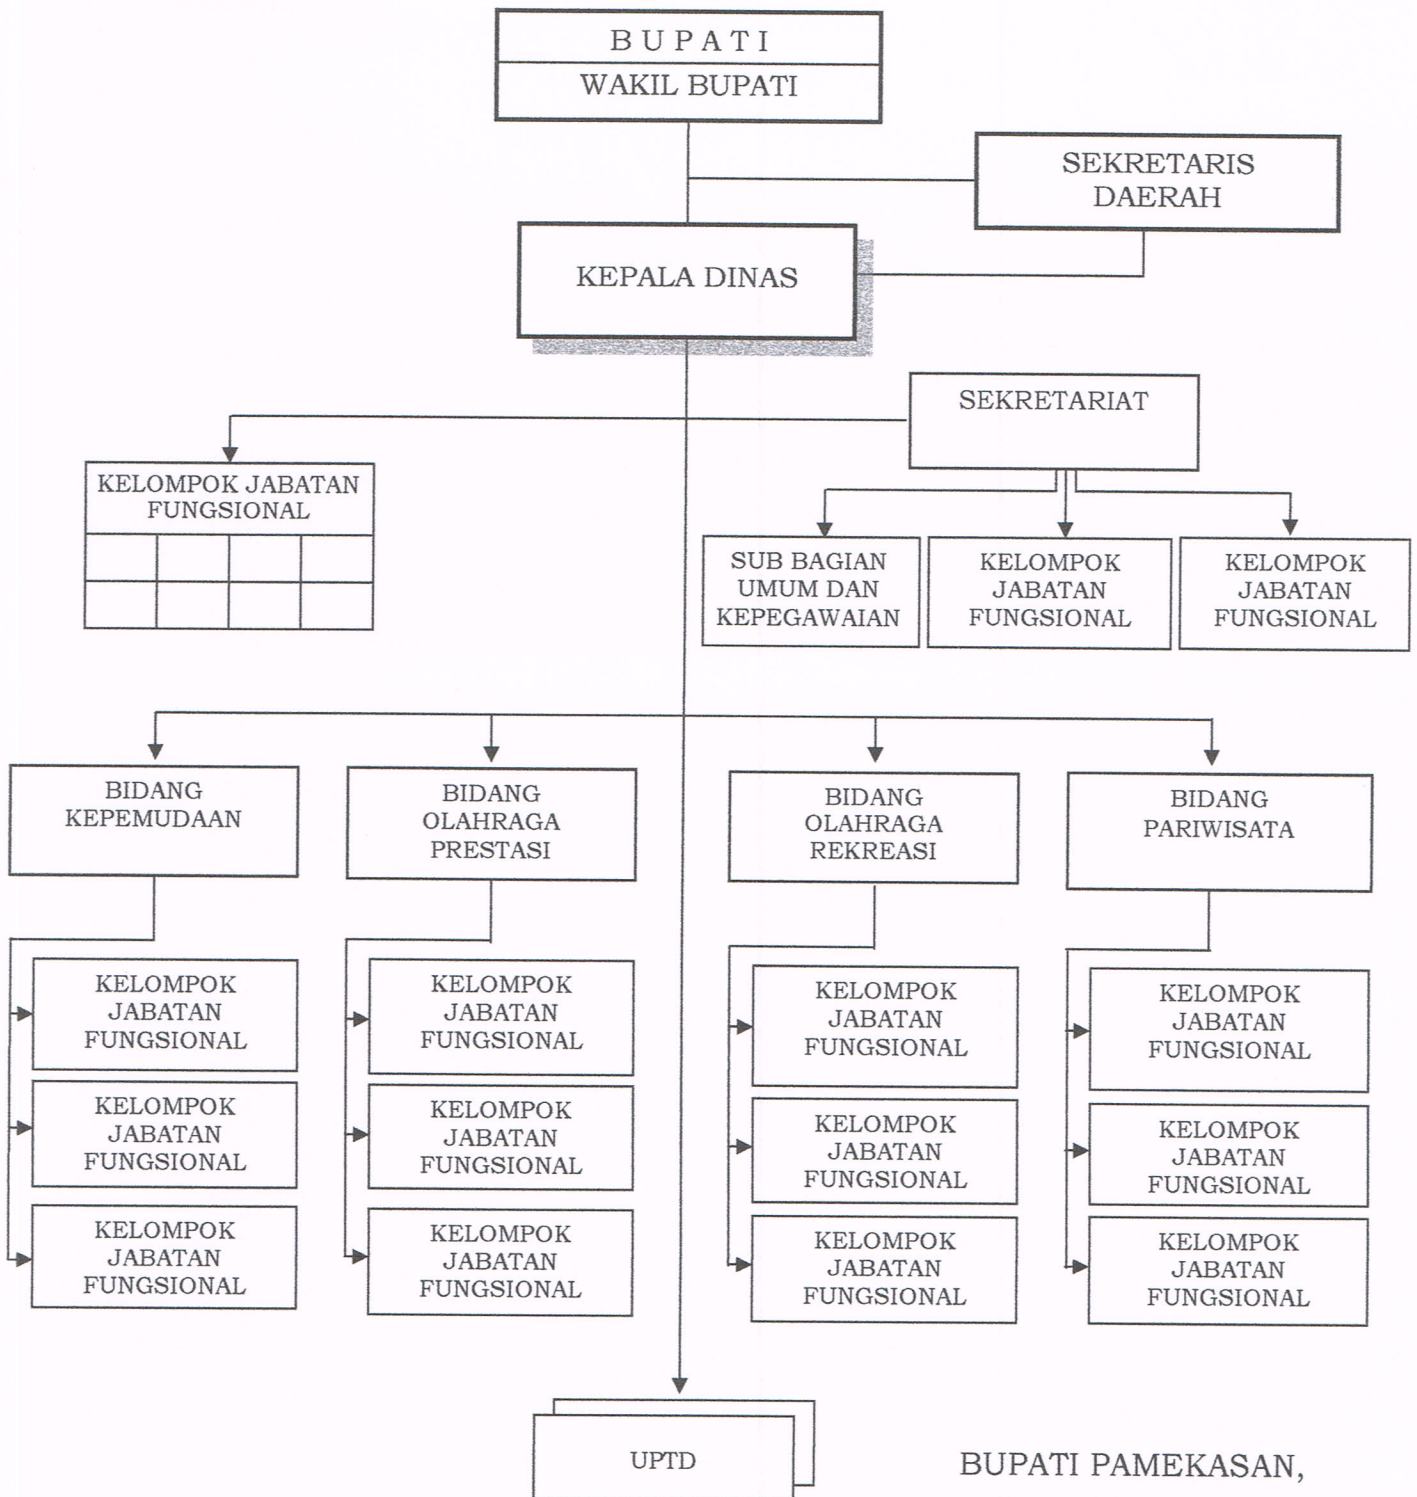 B U P A T I
WAKIL BUPATI
SEKRETARIS
DAERAH
KEPALA DINAS
SEKRETARIAT
KELOMPOK JABATAN
FUNGSIONAL
SUB BAGIAN
UMUM DAN
KEPEGAWAIAN
KELOMPOK
JABATAN
FUNGSIONAL
KELOMPOK
JABATAN
FUNGSIONAL
BIDANG
KEPEMUDAAN
BIDANG
OLAHRAGA
PRESTASI
BIDANG
OLAHRAGA
REKREASI
BIDANG
PARIWISATA
KELOMPOK
JABATAN
FUNGSIONAL
KELOMPOK
JABATAN
FUNGSIONAL
KELOMPOK
JABATAN
FUNGSIONAL
KELOMPOK
JABATAN
FUNGSIONAL
KELOMPOK
JABATAN
FUNGSIONAL
KELOMPOK
JABATAN
FUNGSIONAL
KELOMPOK
JABATAN
FUNGSIONAL
KELOMPOK
JABATAN
FUNGSIONAL
KELOMPOK
JABATAN
FUNGSIONAL
KELOMPOK
JABATAN
FUNGSIONAL
KELOMPOK
JABATAN
FUNGSIONAL
KELOMPOK
JABATAN
FUNGSIONAL
UPTD
BUPATI PAMEKASAN,